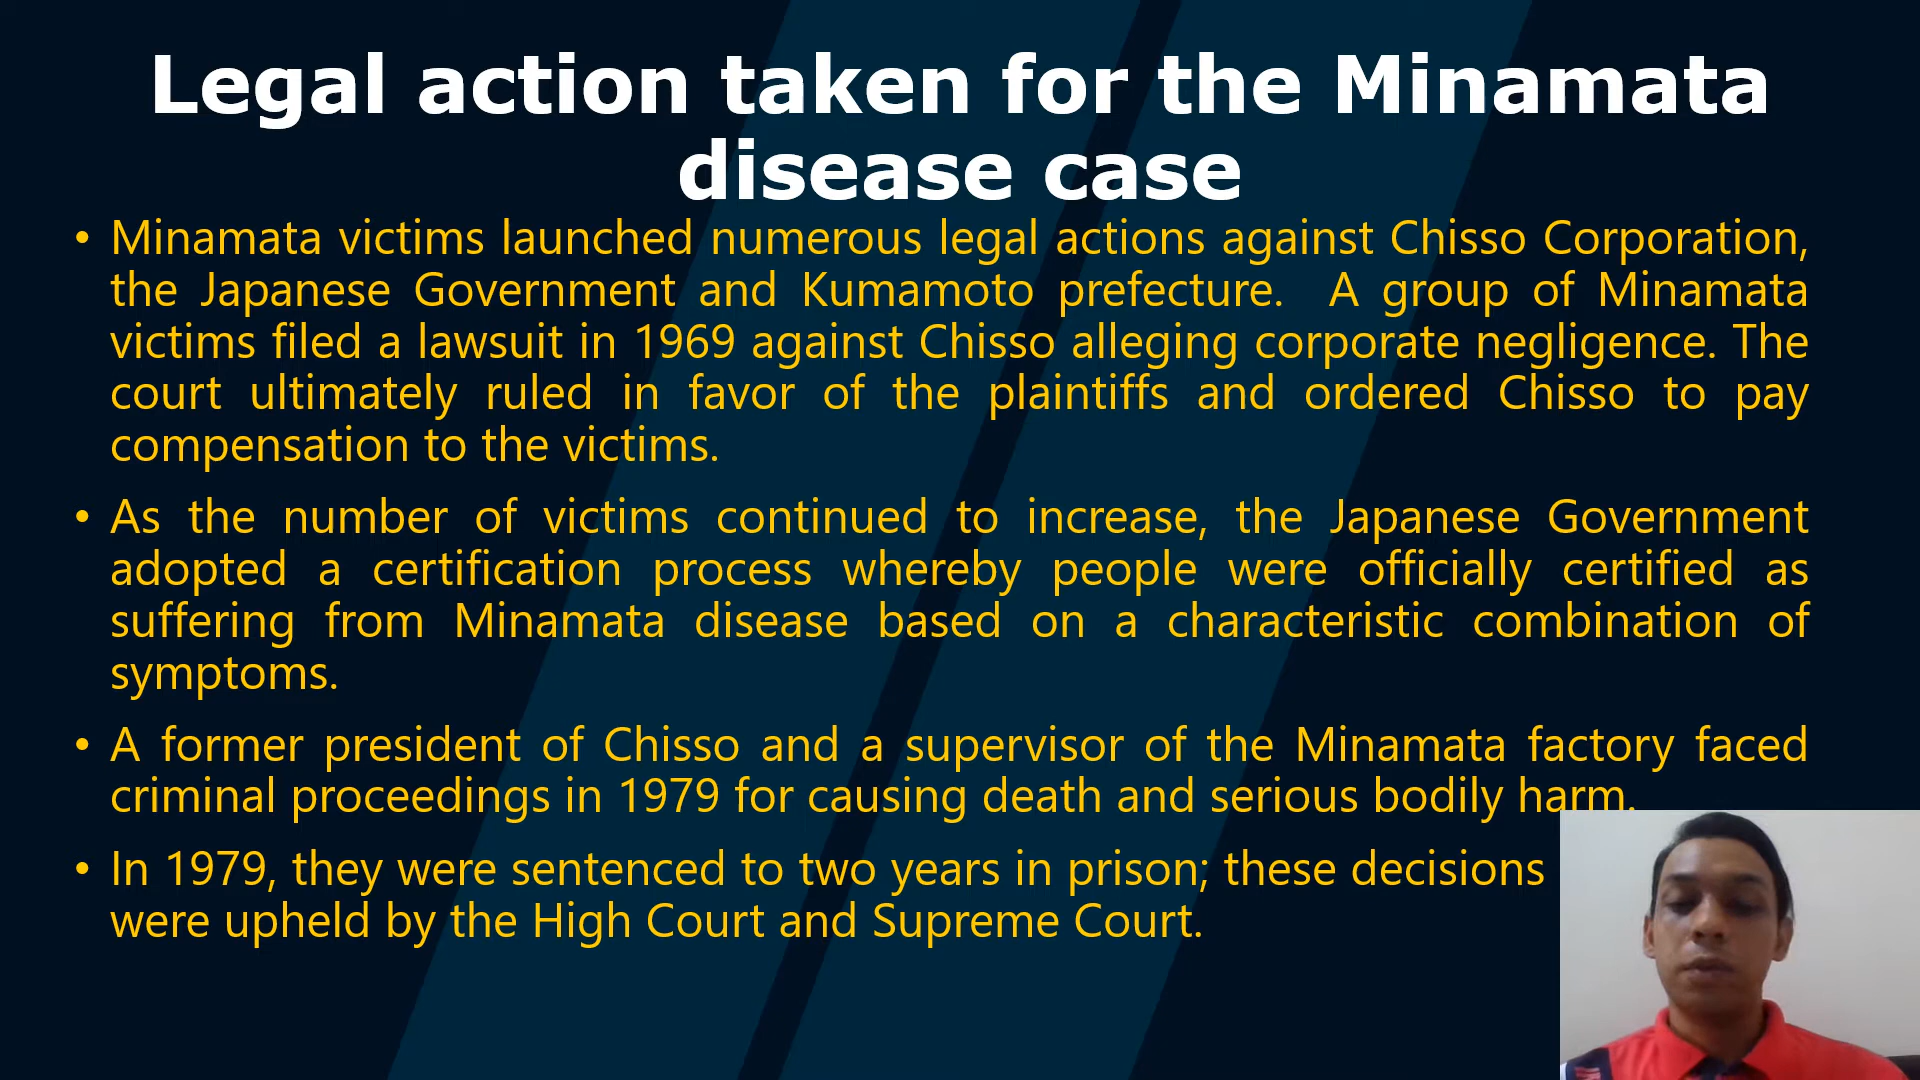 Legal action taken for the Minamata
disease case
• Minamata victims launched numerous legal actions against Chisso Corporation,
the Japanese Government and Kumamoto prefecture. A group of Minamata
victims filed a lawsuit in 1969 against Chisso alleging corporate negligence. The
court ultimately ruled in favor of the plaintiffs and ordered Chisso to pay
compensation to the victims.
• As the number of victims continued to increase, the Japanese Government
adopted a certification process whereby people were officially certified as
suffering from Minamata disease based on a characteristic combination of
symptoms.
• A former president of Chisso and a supervisor of the Minamata factory faced
criminal proceedings in 1979 for causing death and serious bodily harm.
• In 1979, they were sentenced to two years in prison; these decisions
were upheld by the High Court and Supreme Court.